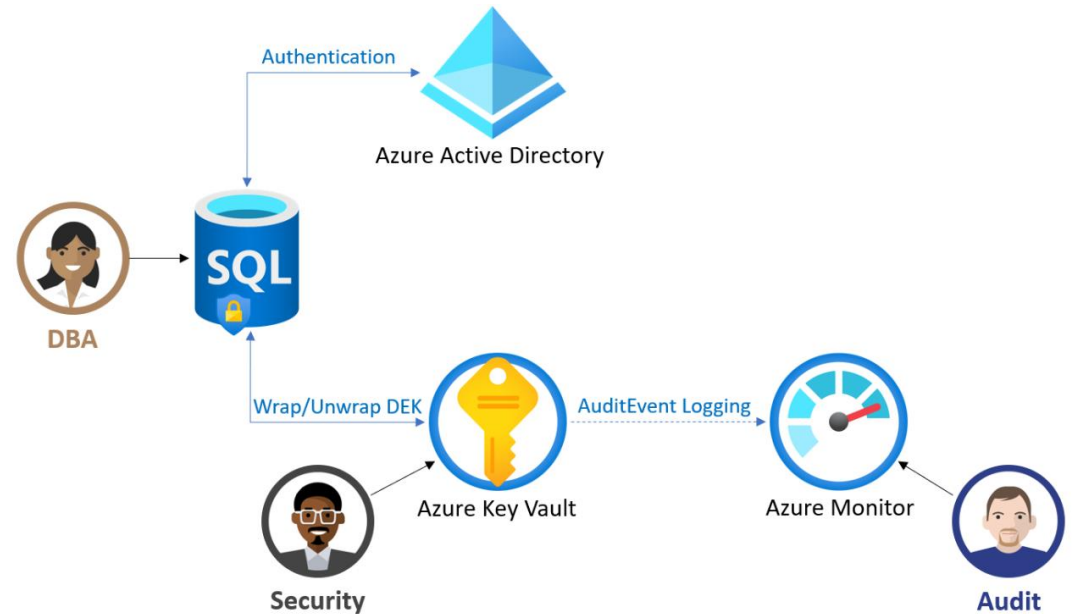 Authentication
Azure Active Directory
SQL
DBA
Wrap/Unwrap DEK
AuditEvent Logging
Azure Key Vault
Azure Monitor
Security
Audit